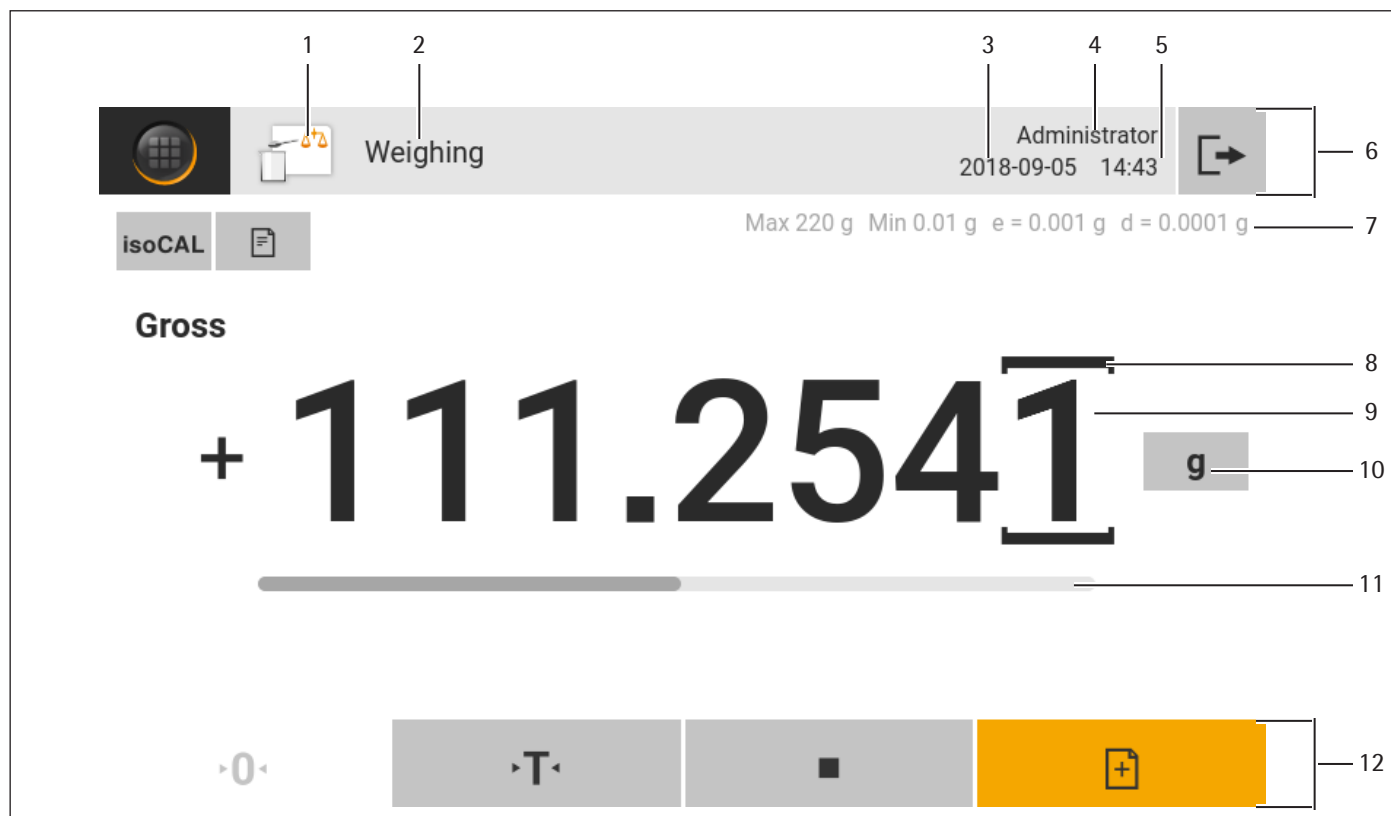 1 2 3 4 5
Weighing
Administrator
2018-09-05 14:43
6
isoCAL
Max 220 g Min 0.01 g e = 0.001 g d = 0.0001 g
7
Gross
8
+ 111.2541
9
g
10
11
0 T
12